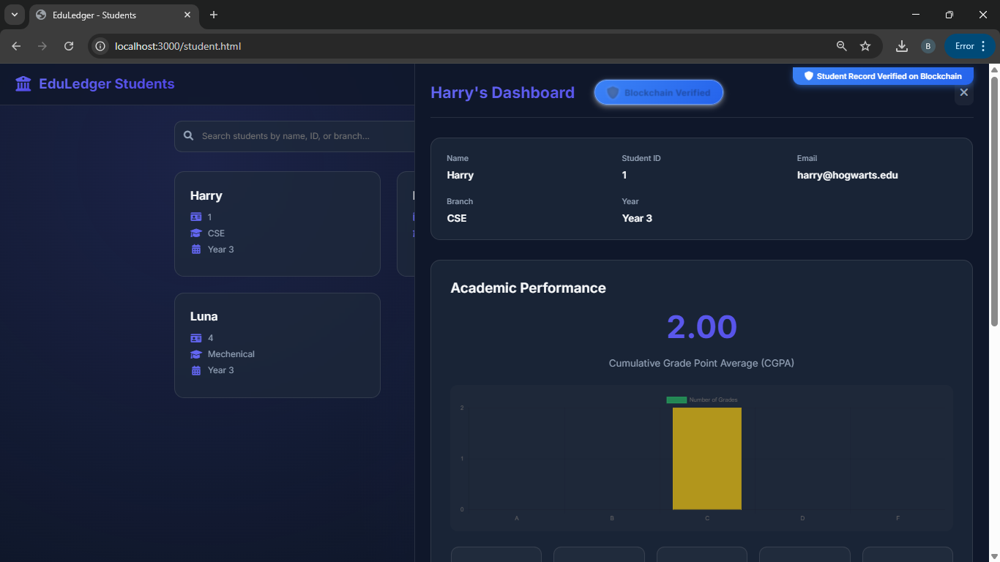 EduLedger - Students
localhost:3000/student.html
B
Error
EduLedger Students
Search students by name, ID, or branch...
Harry
1
CSE
Year 3
Luna
4
Mechenical
Year 3
Student Record Verified on Blockchain
Harry's Dashboard
Blockchain Verified
Name
Harry
Student ID
1
Email
harry@hogwarts.edu
Branch
CSE
Year
Year 3
Academic Performance
2.00
Cumulative Grade Point Average (CGPA)
Number of Grades
2
1
0
A B C D F